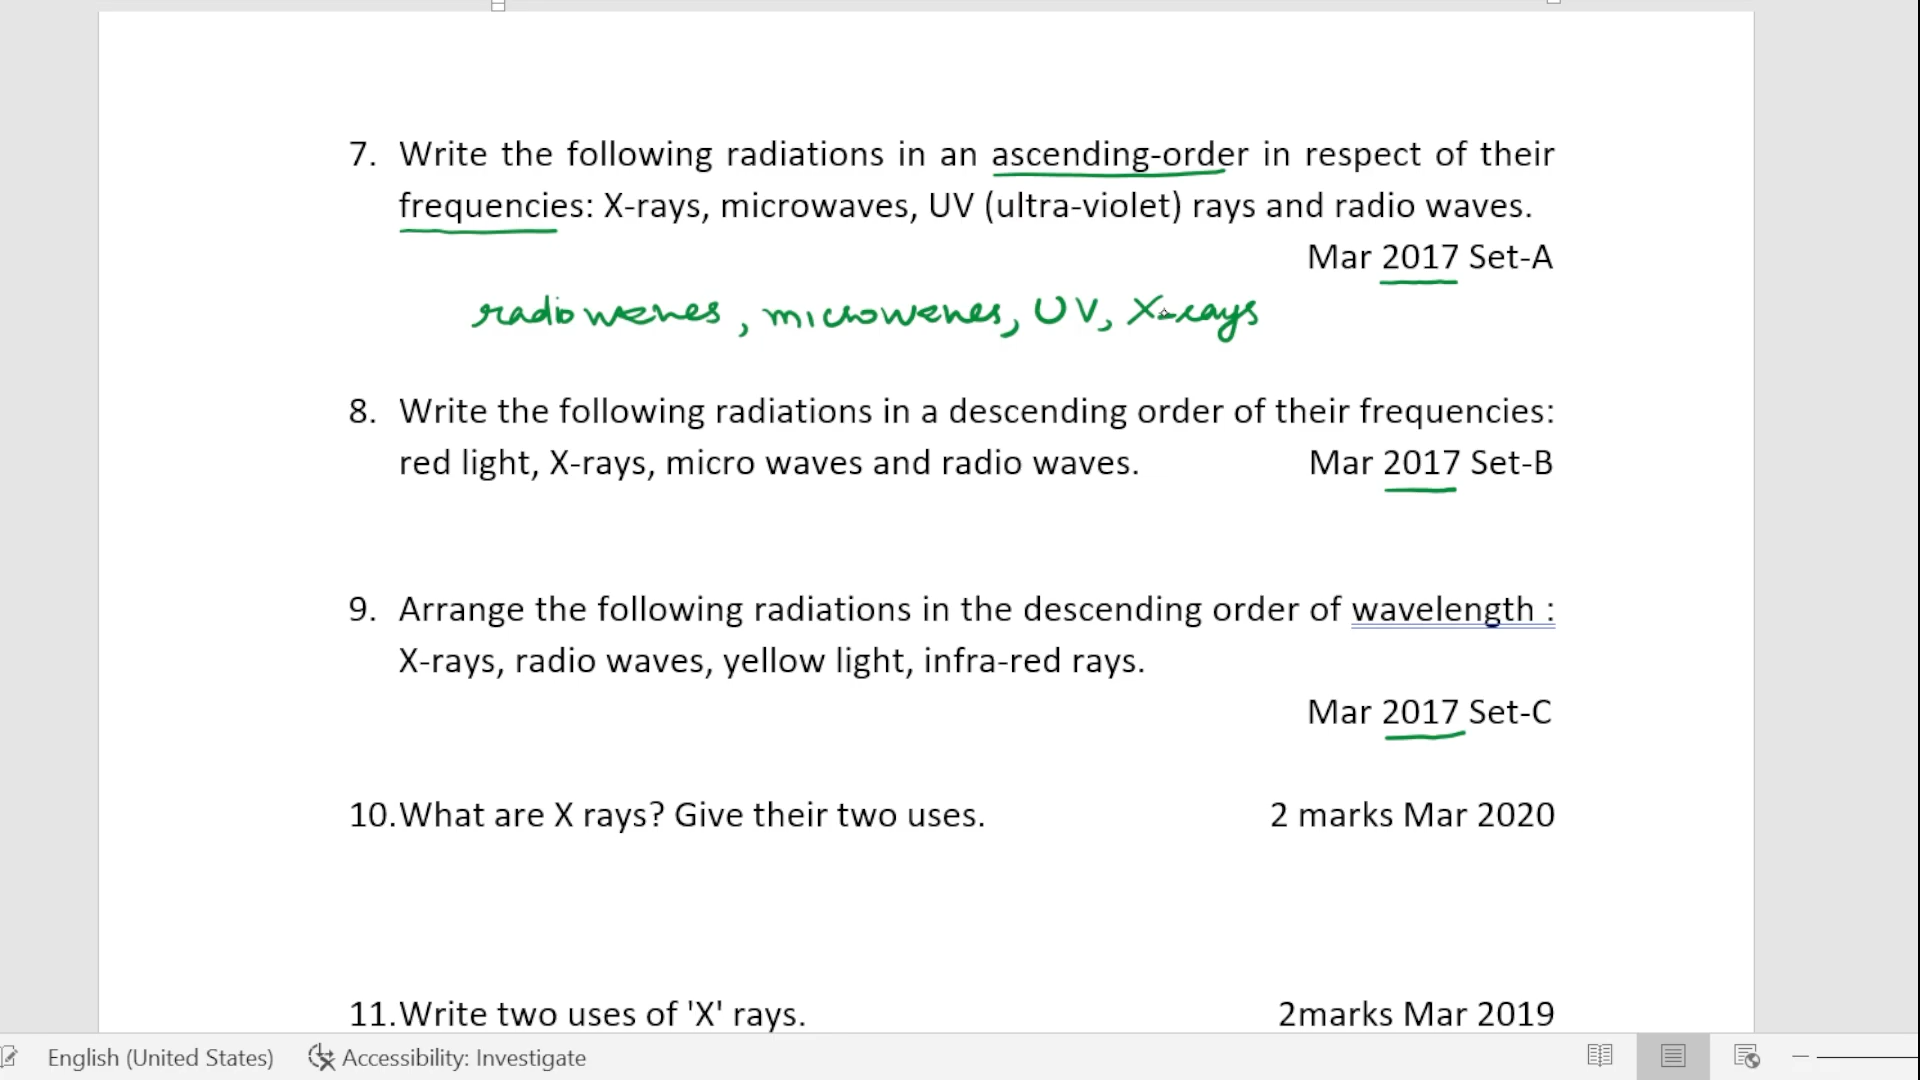 7. Write the following radiations in an ascending-order in respect of their
frequencies: X-rays, microwaves, UV (ultra-violet) rays and radio waves.
Mar 2017 Set-A
radiowaves, microwaves, UV, X-rays
8. Write the following radiations in a descending order of their frequencies:
red light, X-rays, micro waves and radio waves. Mar 2017 Set-B
9. Arrange the following radiations in the descending order of wavelength :
X-rays, radio waves, yellow light, infra-red rays.
Mar 2017 Set-C
10. What are X rays? Give their two uses. 2 marks Mar 2020
11. Write two uses of 'X' rays. 2marks Mar 2019
English (United States) Accessibility: Investigate